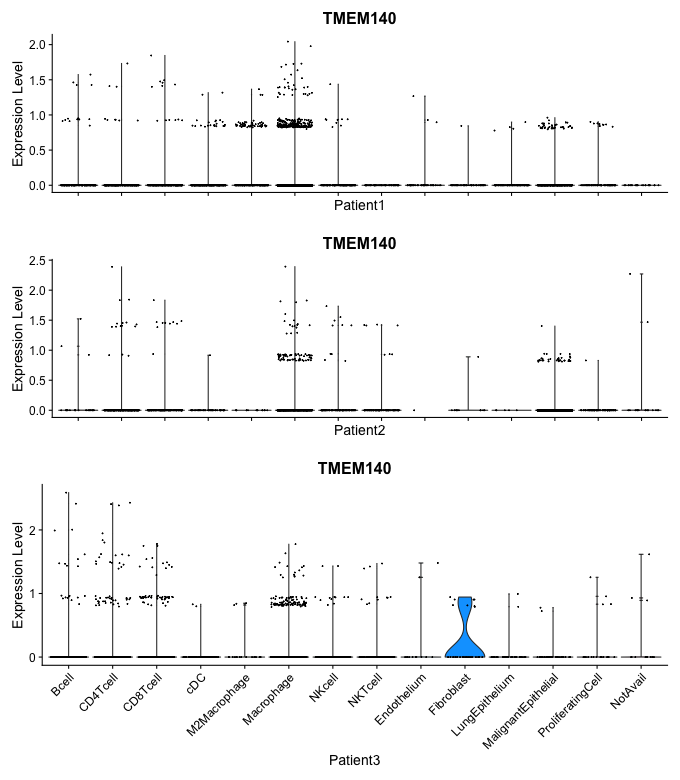 TMEM140
Expression Level
2.0
1.5
1.0
0.5
0.0
Patient1
TMEM140
Expression Level
2.5
2.0
1.5
1.0
0.5
0.0
Patient2
TMEM140
Expression Level
2
1
0
Bcell
CD4Tcell
CD8Tcell
cDC
M2Macrophage
Macrophage
NKcell
NKTcell
Endothelium
Fibroblast
LungEpithelium
MalignantEpithelial
ProliferatingCell
NotAvail
Patient3